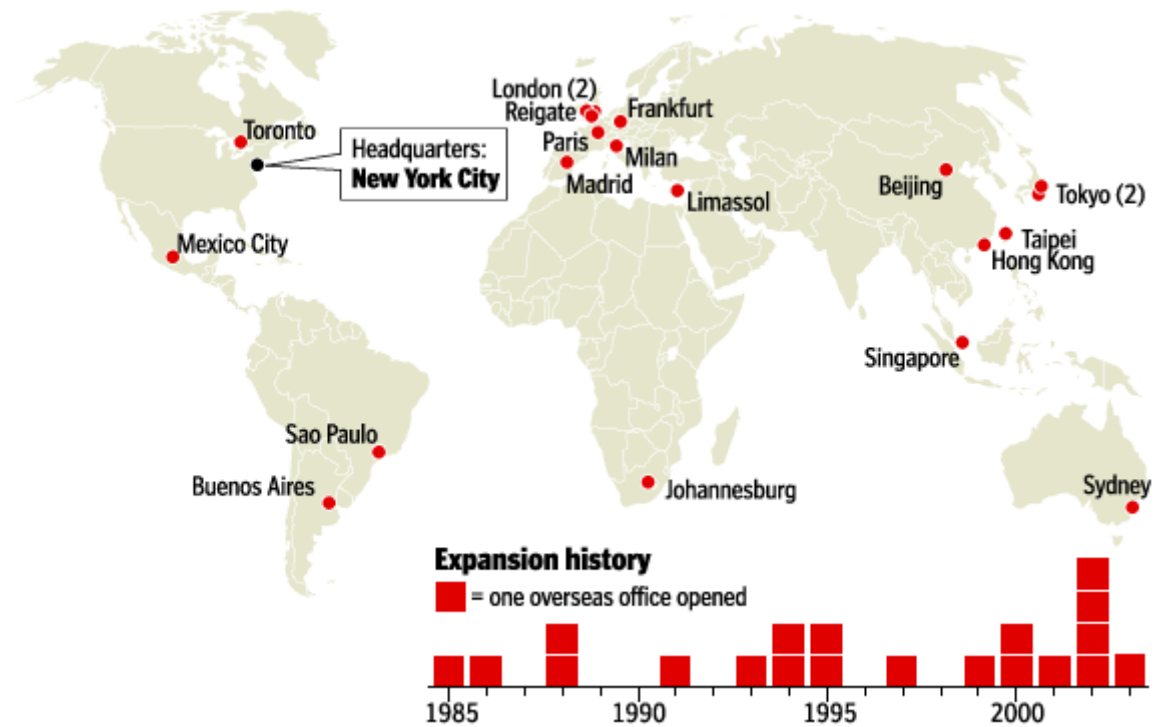 London (2)
Reigate
Frankfurt
Toronto
Headquarters:
New York City
Paris
Milan
Madrid
Limassol
Beijing
Tokyo (2)
Mexico City
Taipei
Hong Kong
Singapore
Sao Paulo
Buenos Aires
Johannesburg
Sydney
Expansion history
= one overseas office opened
1985 1990 1995 2000